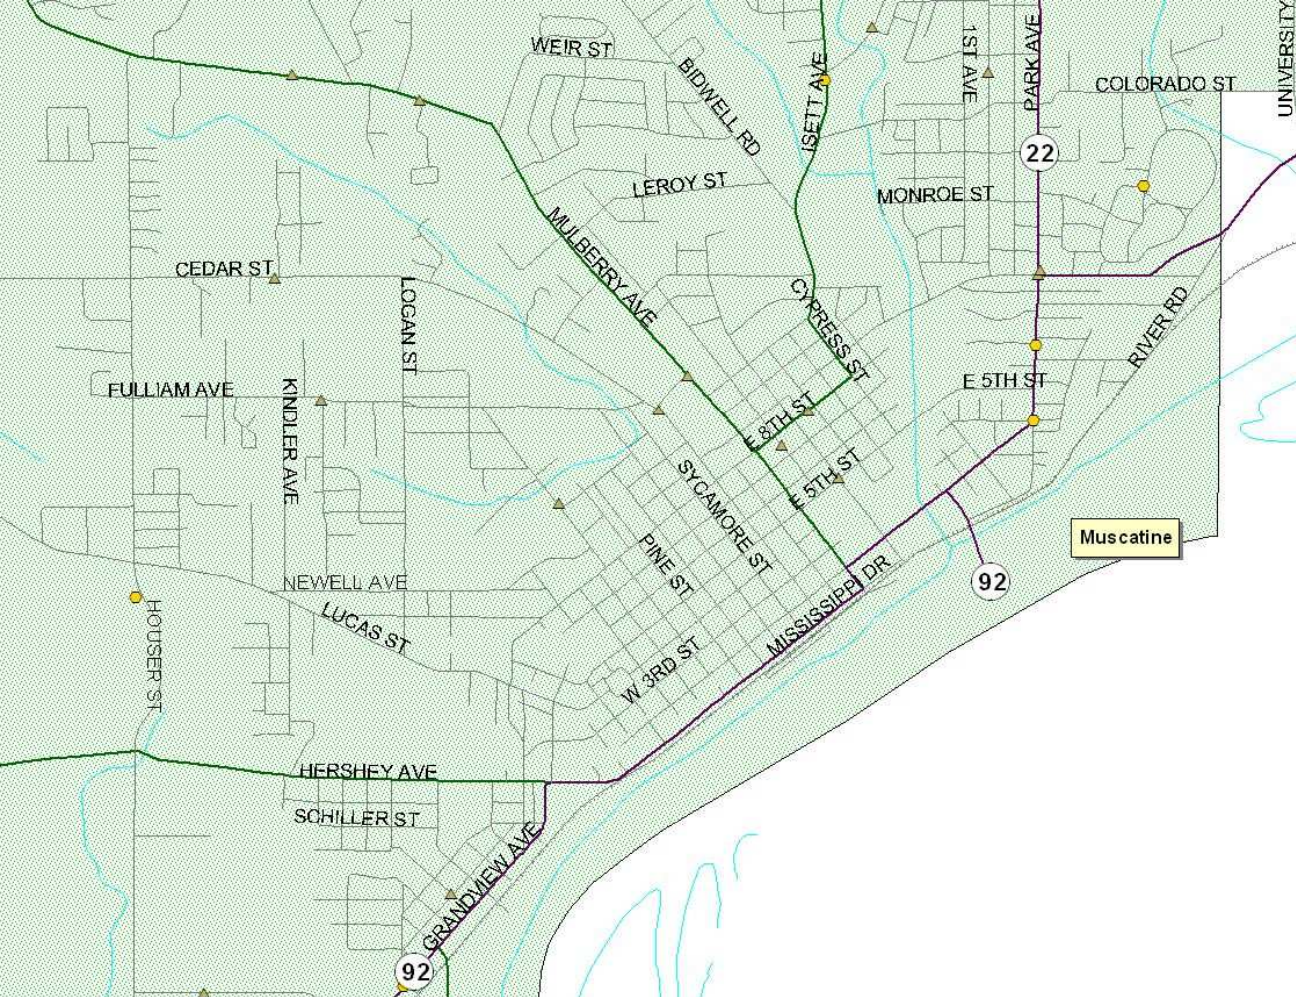 WEIR ST
BIDWELL RD
ISETT AVE
1ST AVE
PARK AVE
COLORADO ST
UNIVERSITY
22
LEROY ST
MONROE ST
MULBERRY AVE
CEDAR ST
LOGAN ST
CYPRESS ST
RIVER RD
FULLIAM AVE
KINDLER AVE
E 5TH ST
E 8TH ST
E 5TH ST
SYCAMORE ST
PINE ST
Muscatine
NEWELL AVE
92
LUCAS ST
HOUSER ST
MISSISSIPPI DR
W 3RD ST
HERSHEY AVE
SCHILLER ST
GRANDVIEW AVE
92